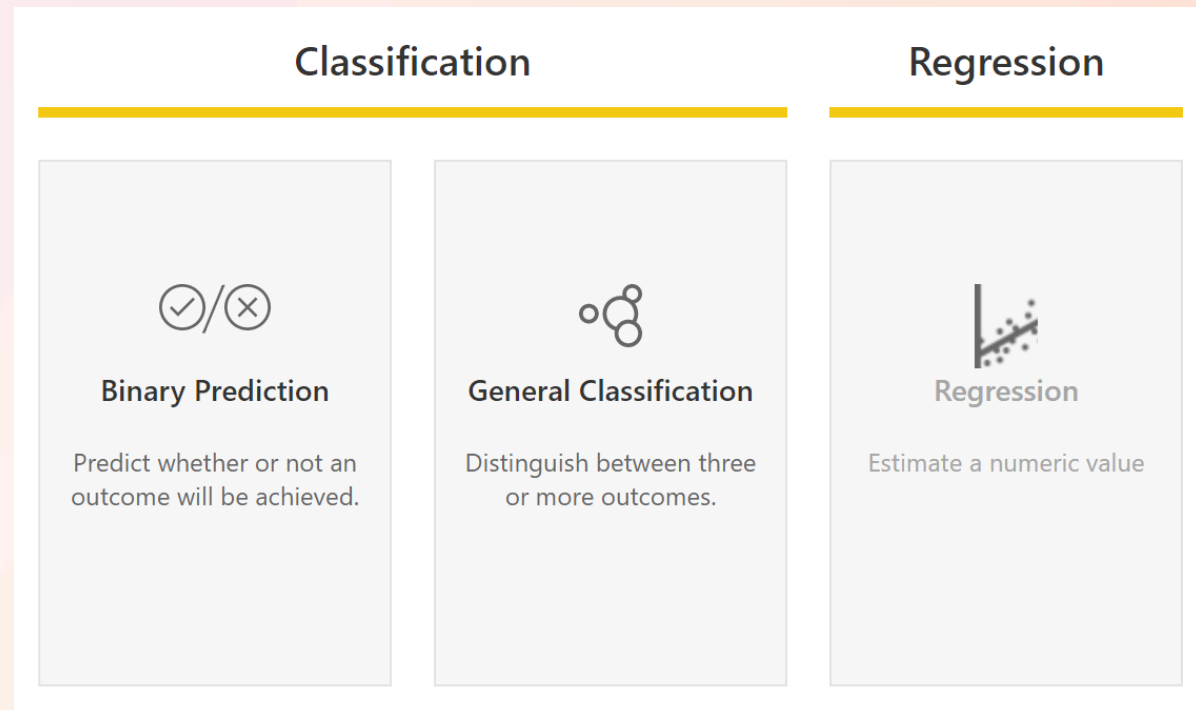 Classification
Regression
Binary Prediction
Predict whether or not an
outcome will be achieved.
General Classification
Distinguish between three
or more outcomes.
Regression
Estimate a numeric value